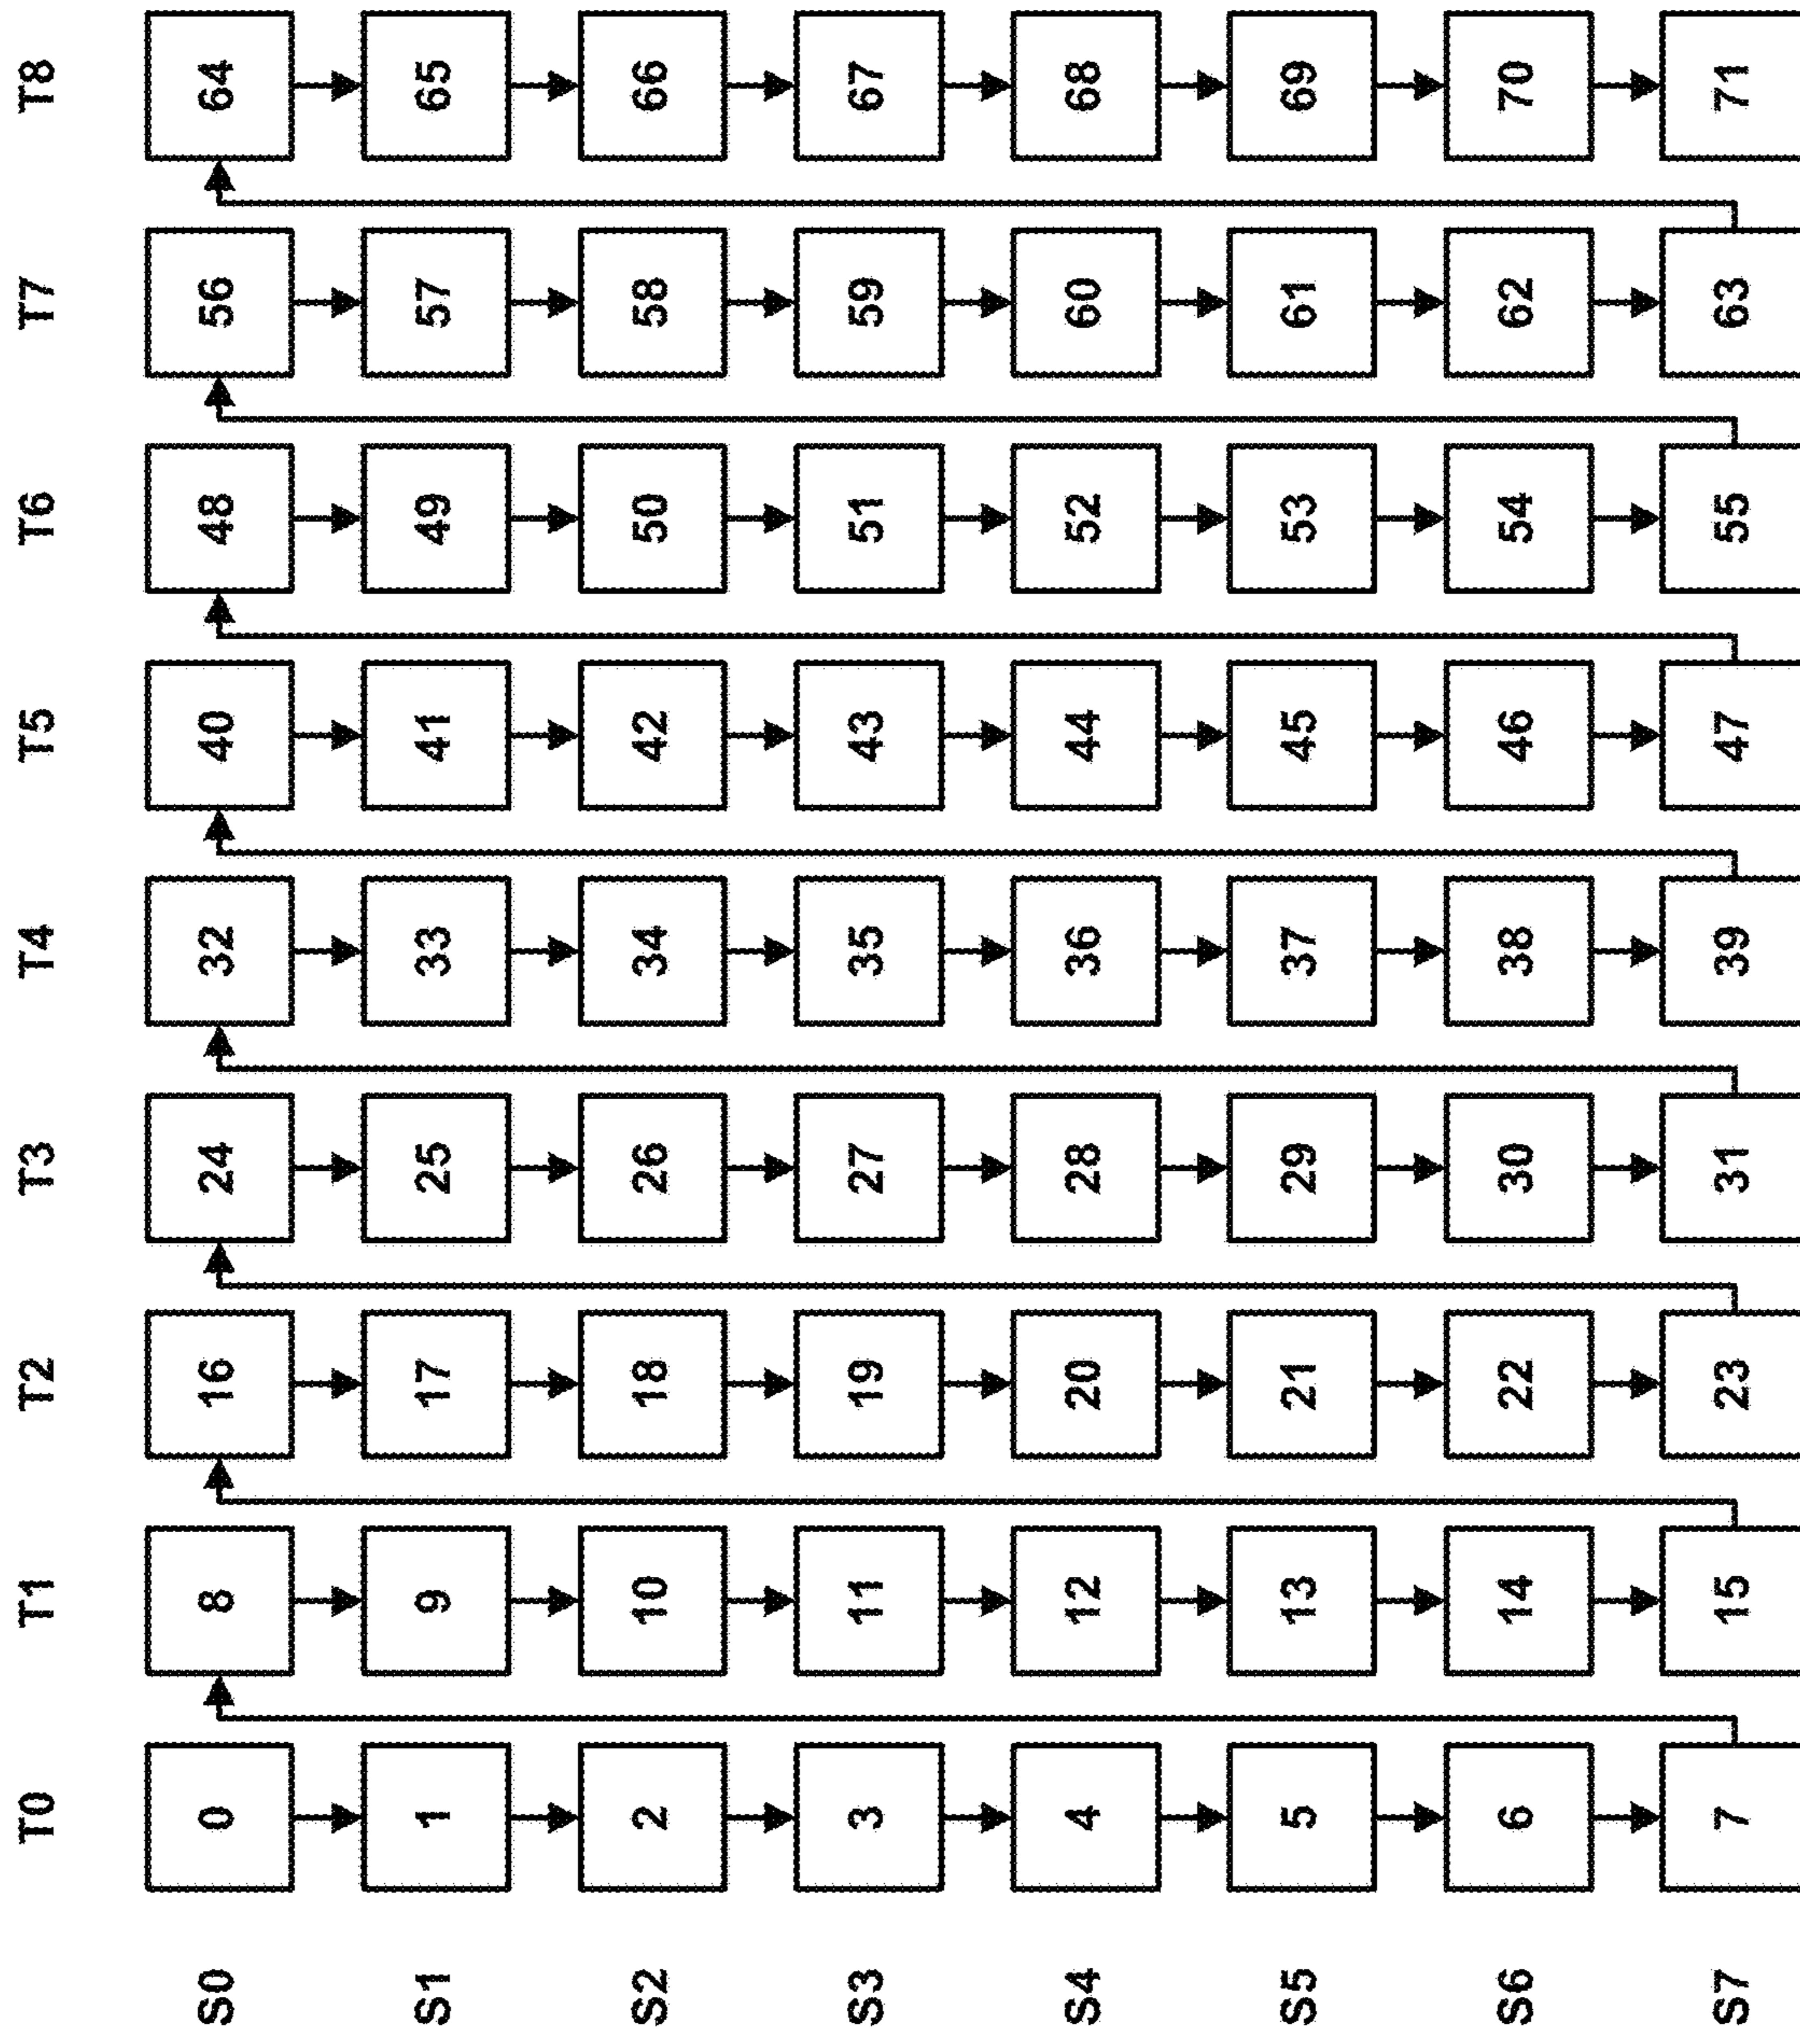 T0 T1 T2 T3 T4 T5 T6 T7 T8
S0 0 8 16 24 32 40 48 56 64
S1 1 9 17 25 33 41 49 57 65
S2 2 10 18 26 34 42 50 58 66
S3 3 11 19 27 35 43 51 59 67
S4 4 12 20 28 36 44 52 60 68
S5 5 13 21 29 37 45 53 61 69
S6 6 14 22 30 38 46 54 62 70
S7 7 15 23 31 39 47 55 63 71